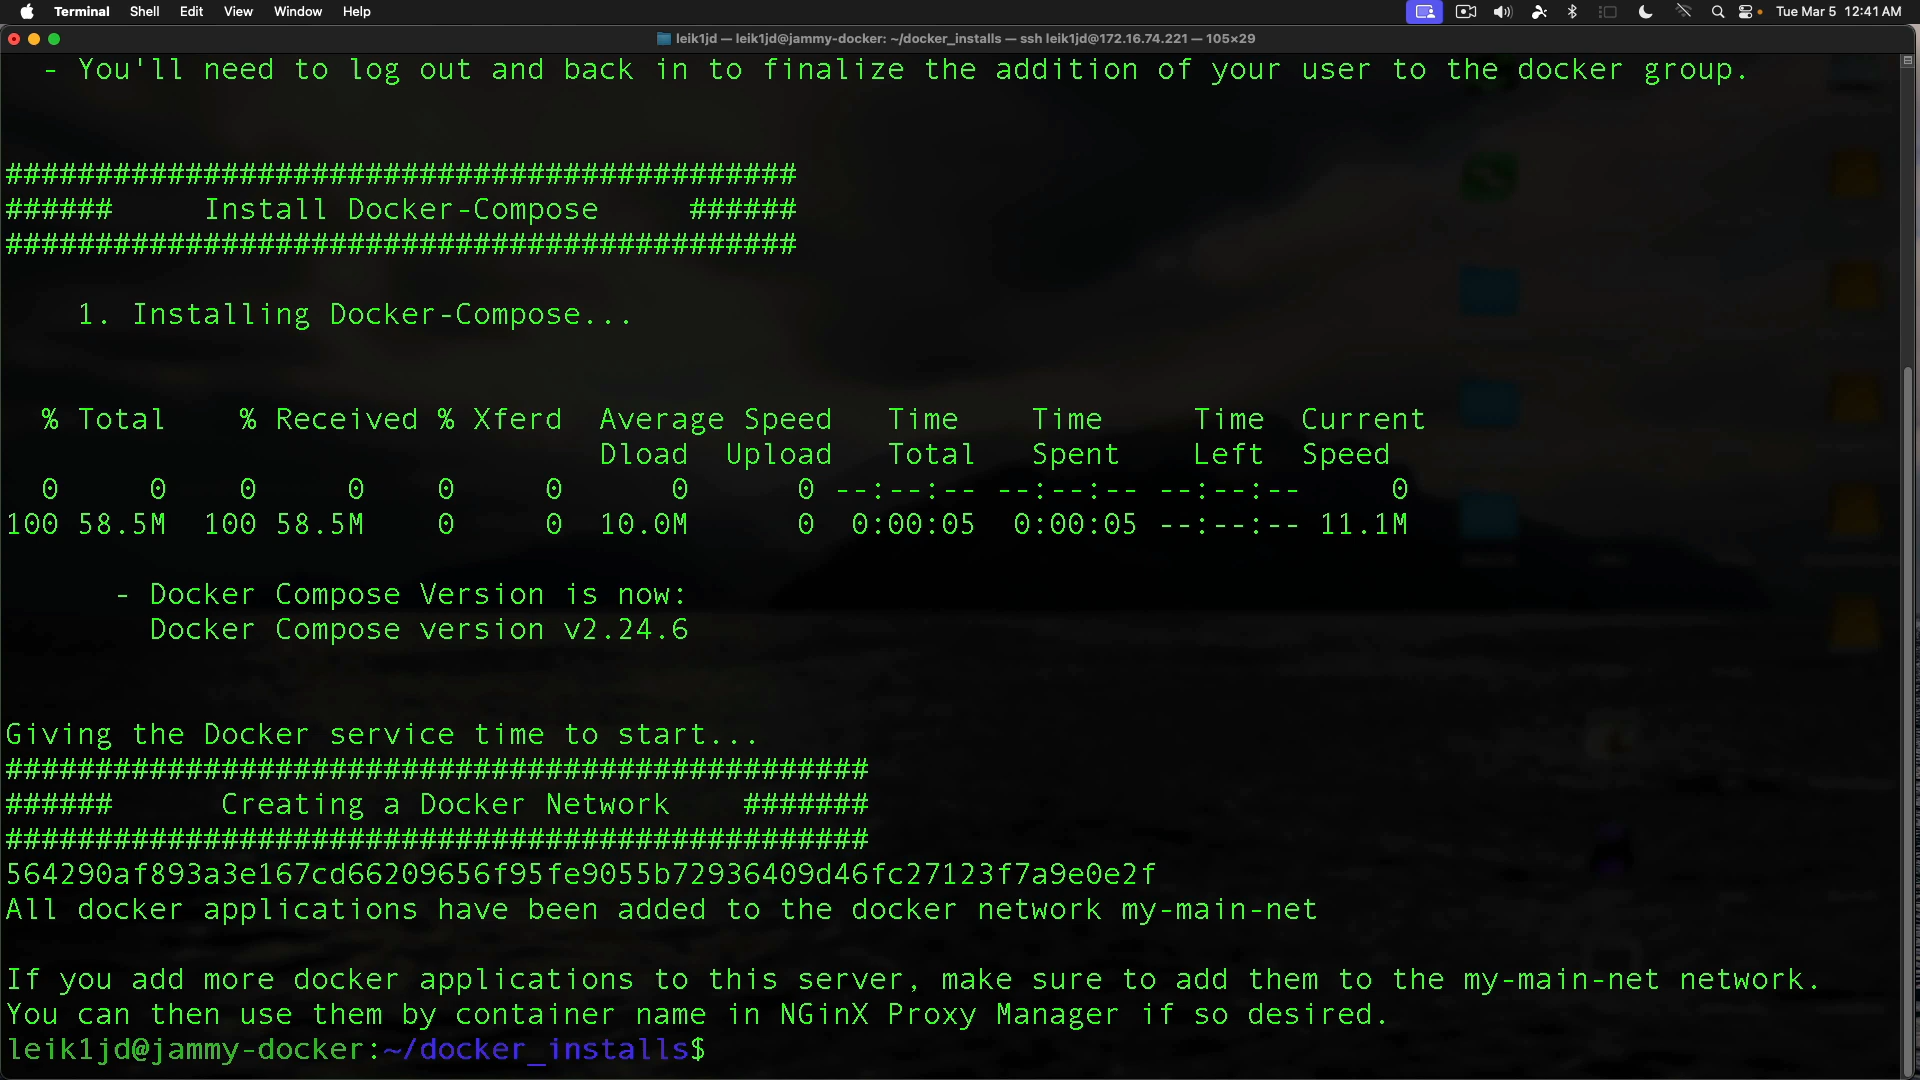 Terminal Shell Edit View Window Help Tue Mar 5 12:41 AM
leik1jd — leik1jd@jammy-docker: ~/docker_installs — ssh leik1jd@172.16.74.221 — 105×29
- You'll need to log out and back in to finalize the addition of your user to the docker group.
############################################
###### Install Docker-Compose ######
############################################
1. Installing Docker-Compose...
% Total % Received % Xferd Average Speed Time Time Time Current
Dload Upload Total Spent Left Speed
0 0 0 0 0 0 0 0 --:--:-- --:--:-- --:--:-- 0
100 58.5M 100 58.5M 0 0 10.0M 0 0:00:05 0:00:05 --:--:-- 11.1M
- Docker Compose Version is now:
Docker Compose version v2.24.6
Giving the Docker service time to start...
################################################
###### Creating a Docker Network #######
################################################
564290af893a3e167cd66209656f95fe9055b72936409d46fc27123f7a9e0e2f
All docker applications have been added to the docker network my-main-net
If you add more docker applications to this server, make sure to add them to the my-main-net network.
You can then use them by container name in NGinX Proxy Manager if so desired.
leik1jd@jammy-docker:~/docker_installs$